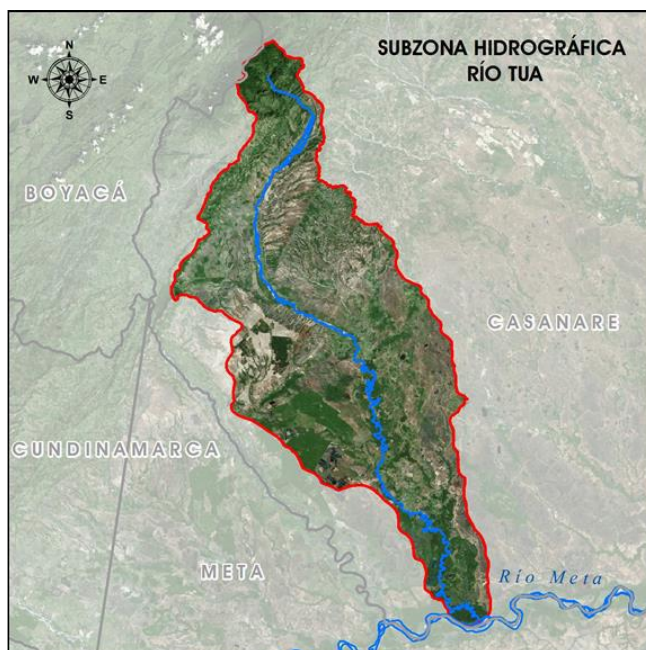 SUBZONA HIDROGRÁFICA
RÍO TUA
N
W
E
S
BOYACÁ
CASANARE
CUNDINAMARCA
META
Río Meta